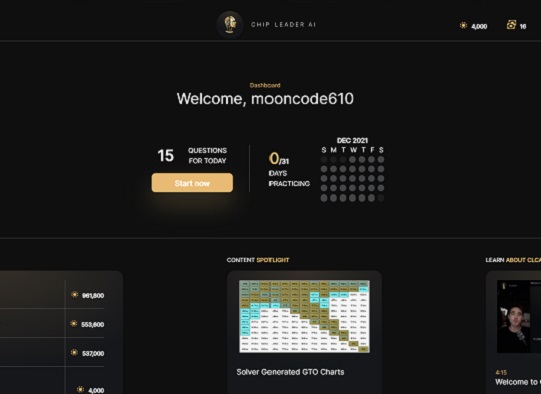 CHIP LEADER AI
4,000
16
Dashboard
Welcome, mooncode610
15
QUESTIONS
FOR TODAY
Start now
0/31
DAYS
PRACTICING
DEC 2021
S M T W T F S
961,800
553,600
537,000
4,000
CONTENT SPOTLIGHT
Solver Generated GTO Charts
LEARN ABOUT CLCA
4:15
Welcome to C